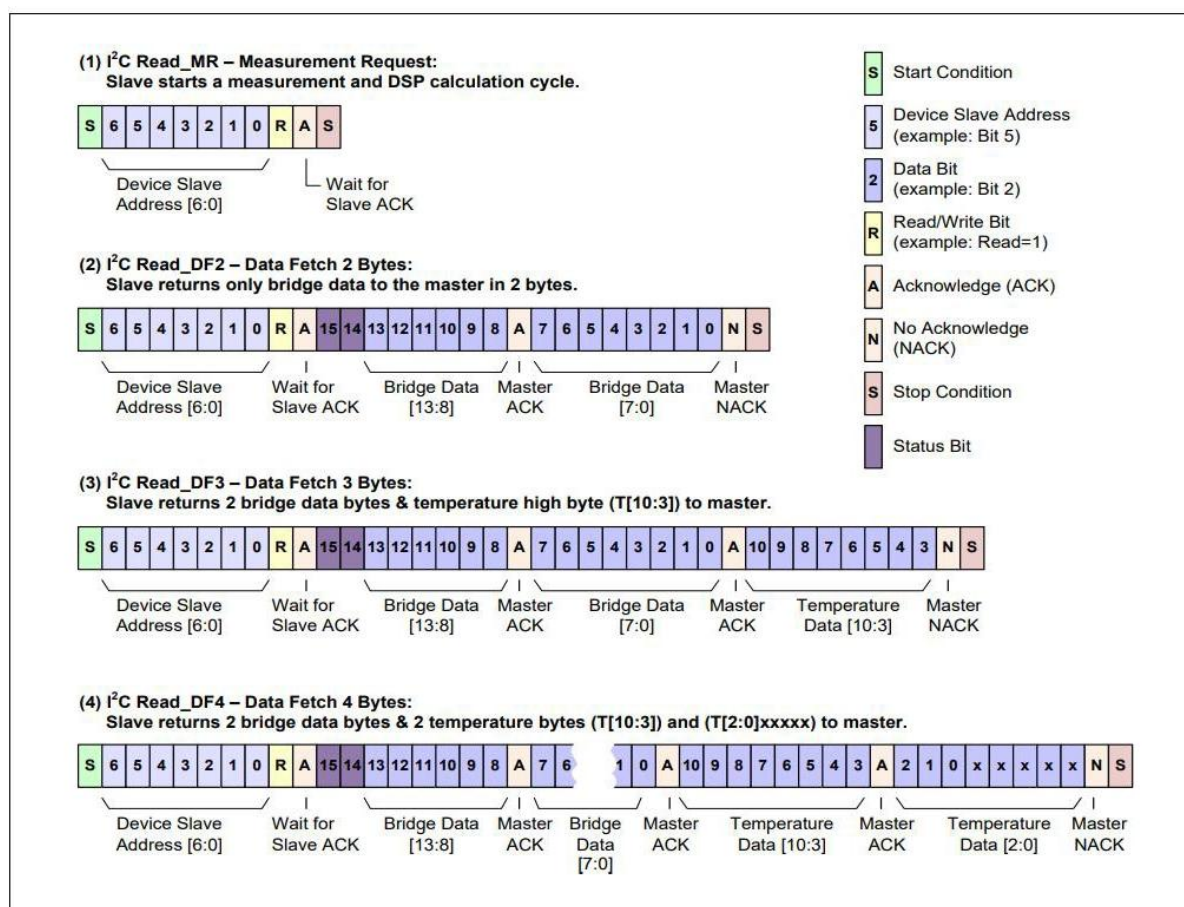 (1) I²C Read_MR – Measurement Request:
Slave starts a measurement and DSP calculation cycle.
S 6 5 4 3 2 1 0 R A S
Device Slave Address [6:0]
Wait for Slave ACK
S Start Condition
5 Device Slave Address (example: Bit 5)
2 Data Bit (example: Bit 2)
R Read/Write Bit (example: Read=1)
A Acknowledge (ACK)
N No Acknowledge (NACK)
S Stop Condition
Status Bit
(2) I²C Read_DF2 – Data Fetch 2 Bytes:
Slave returns only bridge data to the master in 2 bytes.
S 6 5 4 3 2 1 0 R A 15 14 13 12 11 10 9 8 A 7 6 5 4 3 2 1 0 N S
Device Slave Address [6:0]
Wait for Slave ACK
Bridge Data [13:8]
Master ACK
Bridge Data [7:0]
Master NACK
(3) I²C Read_DF3 – Data Fetch 3 Bytes:
Slave returns 2 bridge data bytes & temperature high byte (T[10:3]) to master.
S 6 5 4 3 2 1 0 R A 15 14 13 12 11 10 9 8 A 7 6 5 4 3 2 1 0 A 10 9 8 7 6 5 4 3 N S
Device Slave Address [6:0]
Wait for Slave ACK
Bridge Data [13:8]
Master ACK
Bridge Data [7:0]
Master ACK
Temperature Data [10:3]
Master NACK
(4) I²C Read_DF4 – Data Fetch 4 Bytes:
Slave returns 2 bridge data bytes & 2 temperature bytes (T[10:3]) and (T[2:0]xxxxx) to master.
S 6 5 4 3 2 1 0 R A 15 14 13 12 11 10 9 8 A 7 6 1 0 A 10 9 8 7 6 5 4 3 A 2 1 0 x x x x x N S
Device Slave Address [6:0]
Wait for Slave ACK
Bridge Data [13:8]
Master ACK
Bridge Data [7:0]
Master ACK
Temperature Data [10:3]
Master ACK
Temperature Data [2:0]
Master NACK